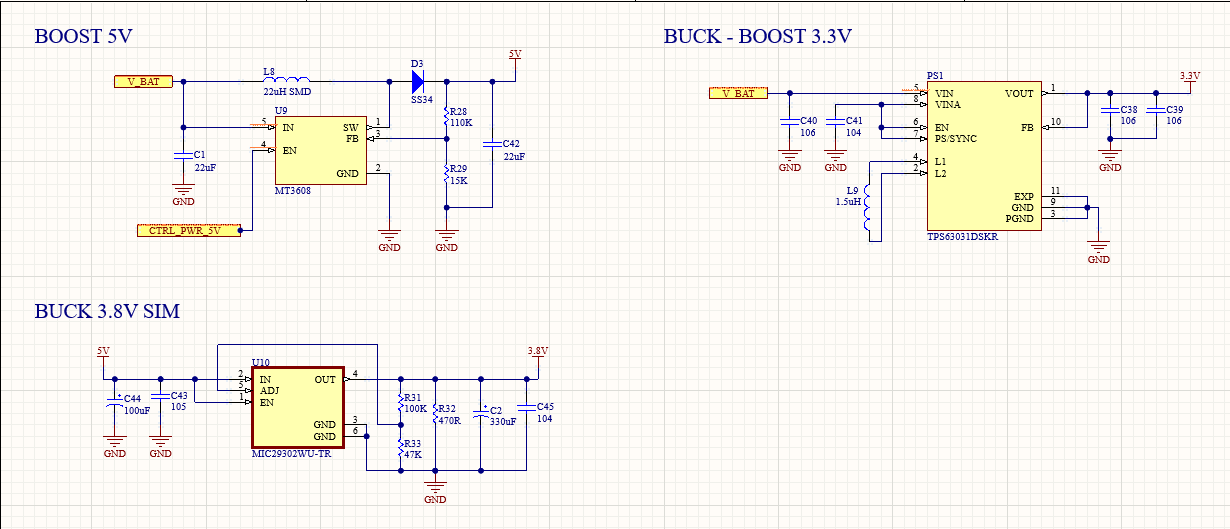 BOOST 5V
V_BAT
L8
22uH SMD
D3
SS34
5V
U9
5
IN
4
EN
SW
1
FB
3
GND
2
MT3608
C1
22uF
GND
CTRL_PWR_5V
R28
110K
R29
15K
C42
22uF
GND
GND
BUCK - BOOST 3.3V
V_BAT
C40
106
GND
C41
104
GND
PS1
5
VIN
8
VINA
6
EN
7
PS/SYNC
4
L1
2
L2
VOUT
1
FB
10
EXP
11
GND
9
PGND
3
TPS63031DSKR
L9
1.5uH
3.3V
C38
106
C39
106
GND
GND
BUCK 3.8V SIM
5V
C44
100uF
GND
C43
105
GND
U10
2
IN
5
ADJ
1
EN
OUT
4
GND
3
GND
6
MIC29302WU-TR
R31
100K
R33
47K
R32
470R
C2
330uF
C45
104
3.8V
GND